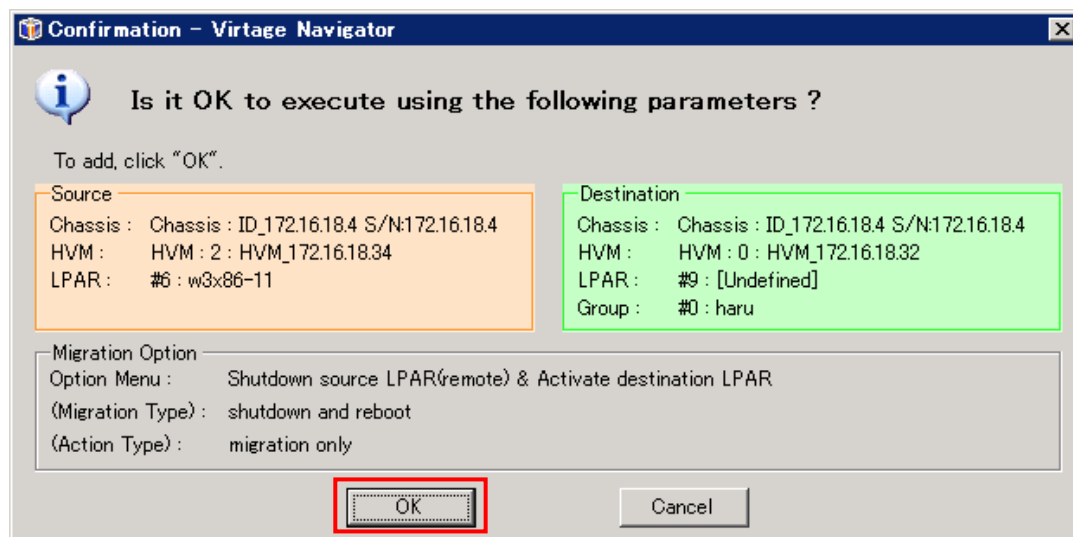 Confirmation - Virtage Navigator
Is it OK to execute using the following parameters ?
To add, click "OK".
Source
Chassis : Chassis : ID_172.16.18.4 S/N:172.16.18.4
HVM : HVM : 2 : HVM_172.16.18.34
LPAR : #6 : w3x86-11
Destination
Chassis : Chassis : ID_172.16.18.4 S/N:172.16.18.4
HVM : HVM : 0 : HVM_172.16.18.32
LPAR : #9 : [Undefined]
Group : #0 : haru
Migration Option
Option Menu : Shutdown source LPAR(remote) & Activate destination LPAR
(Migration Type) : shutdown and reboot
(Action Type) : migration only
OK
Cancel